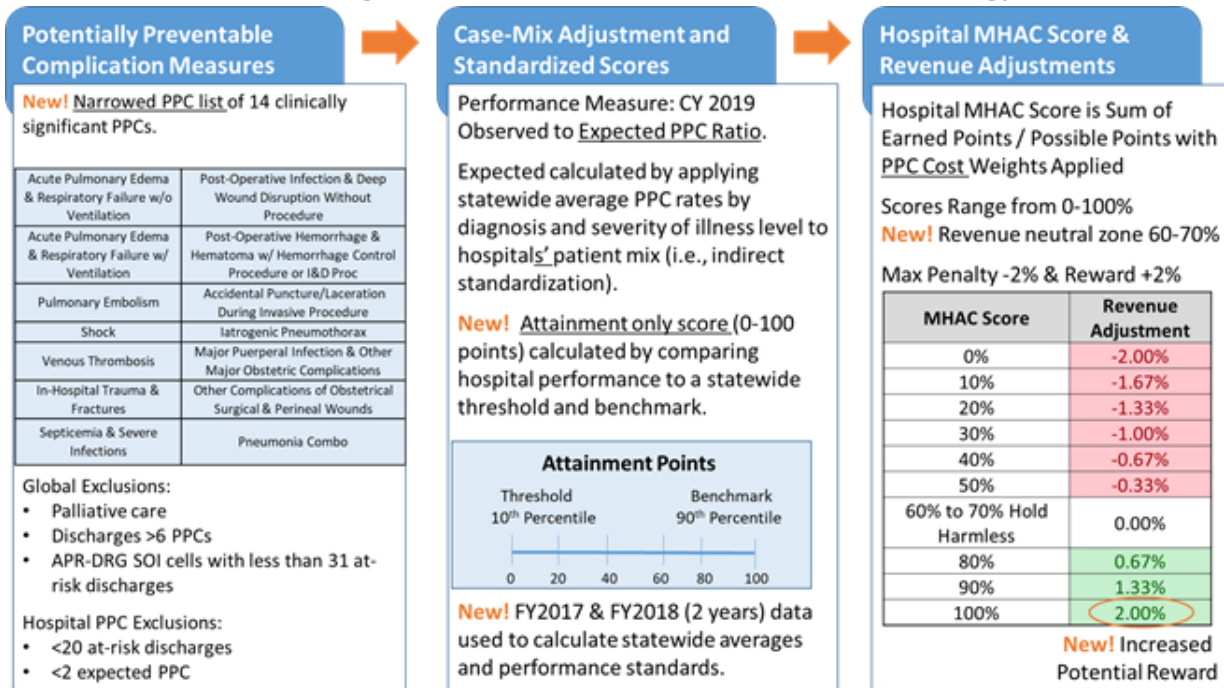 Potentially Preventable
Complication Measures
New! Narrowed PPC list of 14 clinically
significant PPCs.
Acute Pulmonary Edema
& Respiratory Failure w/o
Ventilation
Post-Operative Infection & Deep
Wound Disruption Without
Procedure
Acute Pulmonary Edema
& Respiratory Failure w/
Ventilation
Post-Operative Hemorrhage &
Hematoma w/ Hemorrhage Control
Procedure or I&D Proc
Pulmonary Embolism
Accidental Puncture/Laceration
During Invasive Procedure
Shock
Iatrogenic Pneumothorax
Venous Thrombosis
Major Puerperal Infection & Other
Major Obstetric Complications
In-Hospital Trauma &
Fractures
Other Complications of Obstetrical
Surgical & Perineal Wounds
Septicemia & Severe
Infections
Pneumonia Combo
Global Exclusions:
• Palliative care
• Discharges >6 PPCs
• APR-DRG SOI cells with less than 31 at-
risk discharges
Hospital PPC Exclusions:
• <20 at-risk discharges
• <2 expected PPC
Case-Mix Adjustment and
Standardized Scores
Performance Measure: CY 2019
Observed to Expected PPC Ratio.
Expected calculated by applying
statewide average PPC rates by
diagnosis and severity of illness level to
hospitals' patient mix (i.e., indirect
standardization).
New! Attainment only score (0-100
points) calculated by comparing
hospital performance to a statewide
threshold and benchmark.
Attainment Points
Threshold Benchmark
10th Percentile 90th Percentile
0 20 40 60 80 100
New! FY2017 & FY2018 (2 years) data
used to calculate statewide averages
and performance standards.
Hospital MHAC Score &
Revenue Adjustments
Hospital MHAC Score is Sum of
Earned Points / Possible Points with
PPC Cost Weights Applied
Scores Range from 0-100%
New! Revenue neutral zone 60-70%
Max Penalty -2% & Reward +2%
MHAC Score Revenue
Adjustment
0% -2.00%
10% -1.67%
20% -1.33%
30% -1.00%
40% -0.67%
50% -0.33%
60% to 70% Hold
Harmless 0.00%
80% 0.67%
90% 1.33%
100% 2.00%
New! Increased
Potential Reward